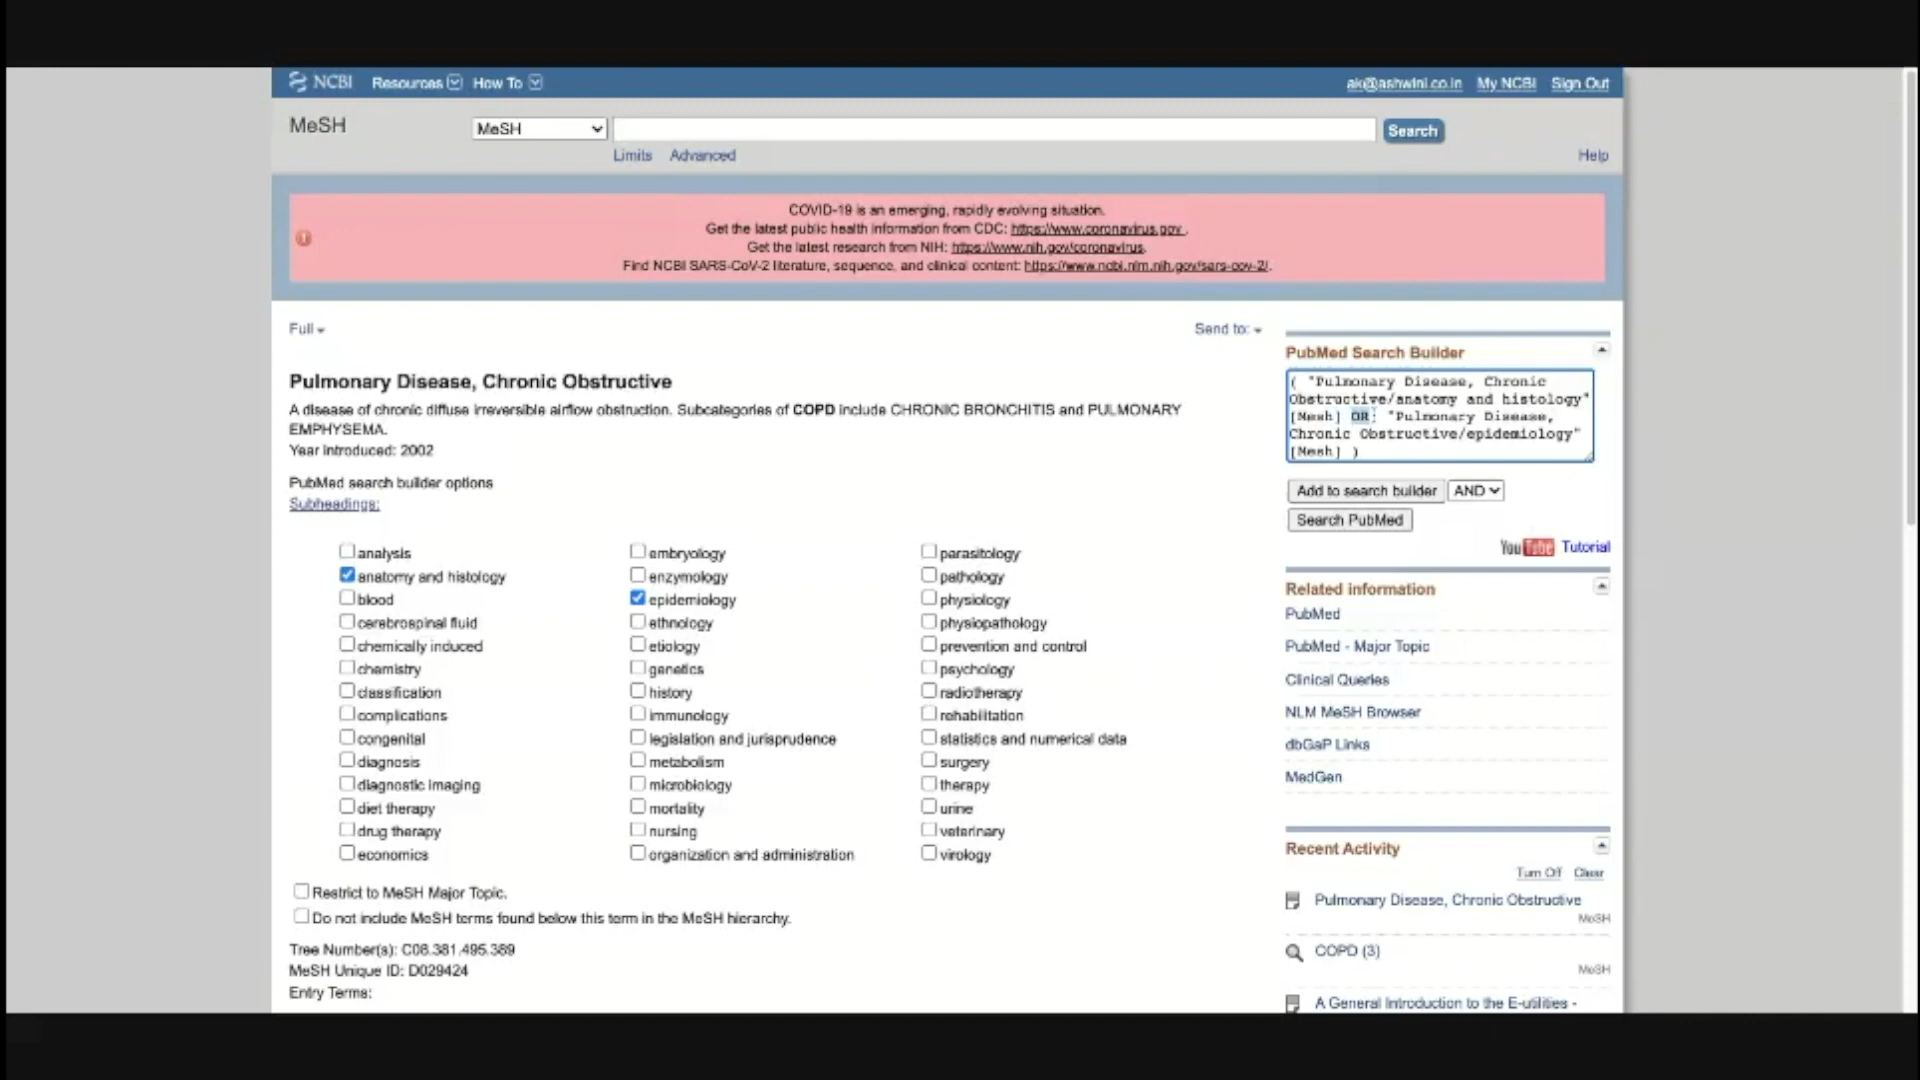 NCBI Resources How To ak@ashwini.co.in My NCBI Sign Out
MeSH MeSH Search
Limits Advanced Help
COVID-19 is an emerging, rapidly evolving situation.
Get the latest public health information from CDC: https://www.coronavirus.gov .
Get the latest research from NIH: https://www.nih.gov/coronavirus.
Find NCBI SARS-CoV-2 literature, sequence, and clinical content: https://www.ncbi.nlm.nih.gov/sars-cov-2/.
Full Send to:
Pulmonary Disease, Chronic Obstructive
A disease of chronic diffuse irreversible airflow obstruction. Subcategories of COPD include CHRONIC BRONCHITIS and PULMONARY
EMPHYSEMA.
Year introduced: 2002
PubMed search builder options
Subheadings:
analysis
anatomy and histology
blood
cerebrospinal fluid
chemically induced
chemistry
classification
complications
congenital
diagnosis
diagnostic imaging
diet therapy
drug therapy
economics
embryology
enzymology
epidemiology
ethnology
etiology
genetics
history
immunology
legislation and jurisprudence
metabolism
microbiology
mortality
nursing
organization and administration
parasitology
pathology
physiology
physiopathology
prevention and control
psychology
radiotherapy
rehabilitation
statistics and numerical data
surgery
therapy
urine
veterinary
virology
Restrict to MeSH Major Topic.
Do not include MeSH terms found below this term in the MeSH hierarchy.
Tree Number(s): C08.381.495.389
MeSH Unique ID: D029424
Entry Terms:
PubMed Search Builder
( "Pulmonary Disease, Chronic
Obstructive/anatomy and histology"
[Mesh] OR "Pulmonary Disease,
Chronic Obstructive/epidemiology"
[Mesh] )
Add to search builder AND
Search PubMed
YouTube Tutorial
Related information
PubMed
PubMed - Major Topic
Clinical Queries
NLM MeSH Browser
dbGaP Links
MedGen
Recent Activity
Turn Off Clear
Pulmonary Disease, Chronic Obstructive
MeSH
COPD (3)
MeSH
A General Introduction to the E-utilities -